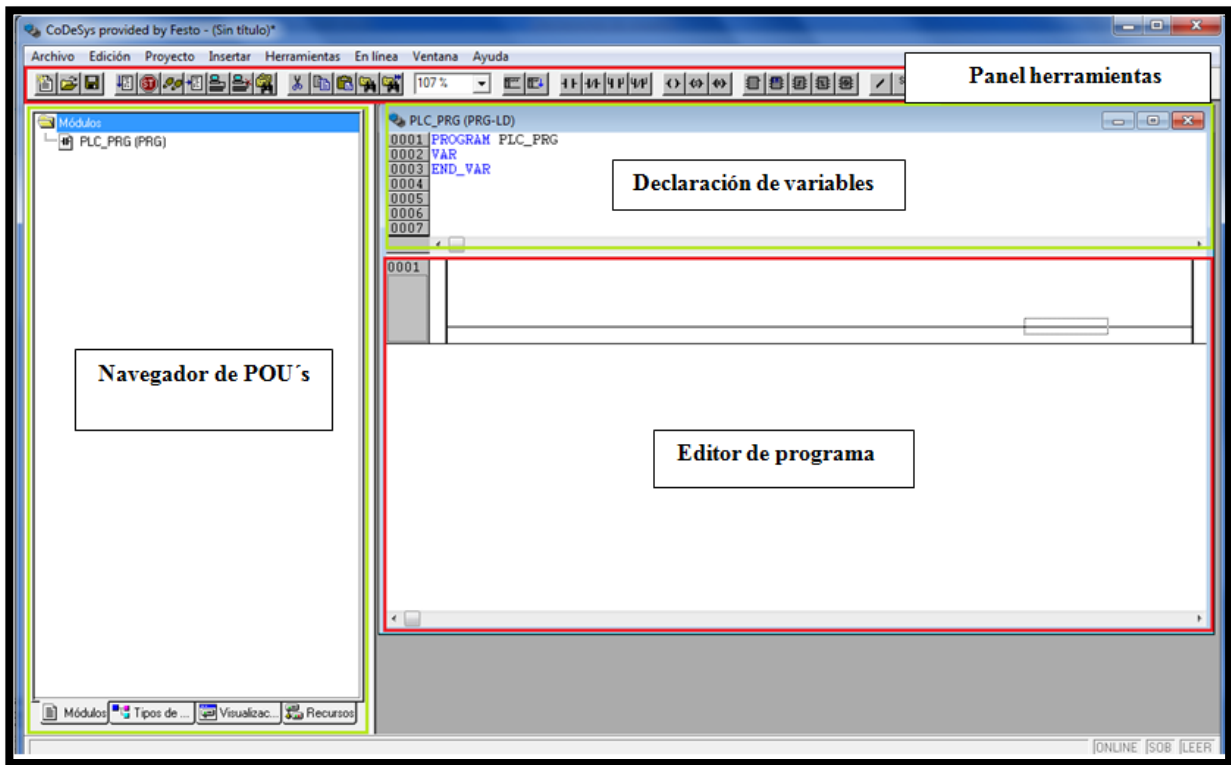 CoDeSys provided by Festo - (Sin título)*
Archivo Edición Proyecto Insertar Herramientas En línea Ventana Ayuda
107 %
Panel herramientas
Módulos
PLC_PRG (PRG)
PLC_PRG (PRG-LD)
0001 PROGRAM PLC_PRG
0002 VAR
0003 END_VAR
0004
0005
0006
0007
Declaración de variables
0001
Navegador de POU´s
Editor de programa
Módulos Tipos de ... Visualizac... Recursos
ONLINE SOB LEER